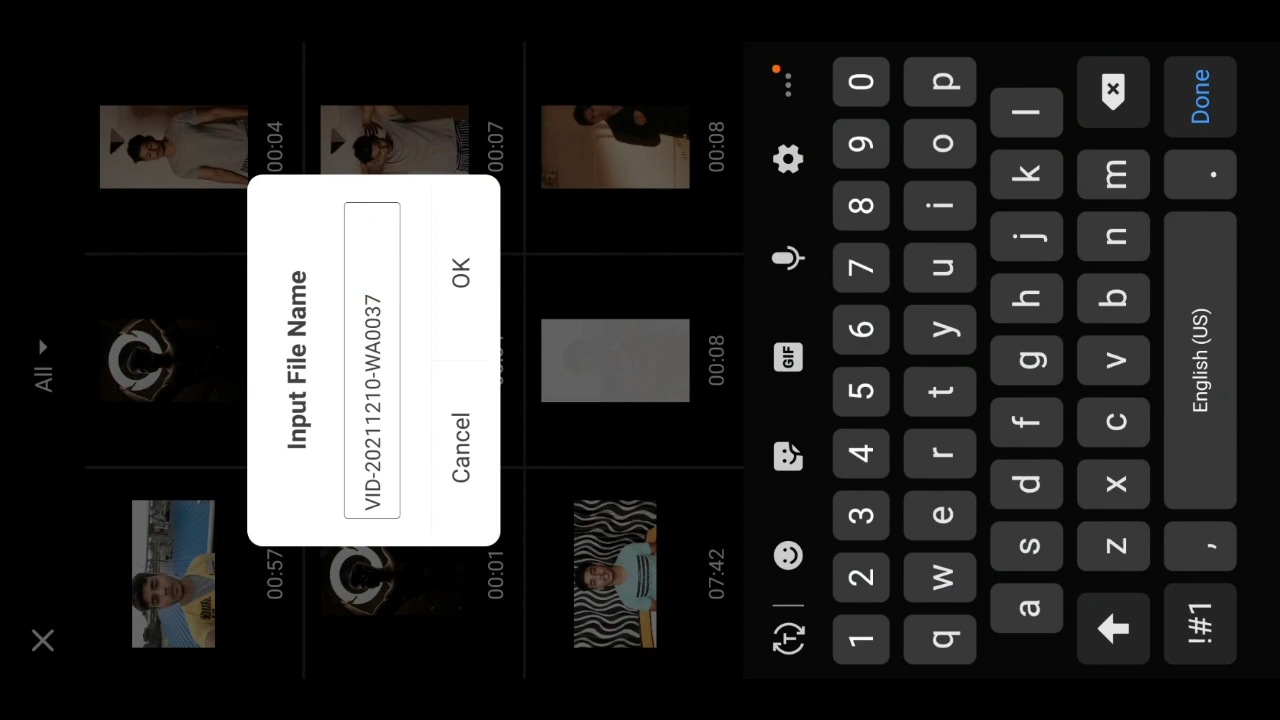 All
00:57
00:04
00:01
00:07
07:42
00:08
00:08
Input File Name
VID-20211210-WA0037
Cancel
OK
T
GIF
1 2 3 4 5 6 7 8 9 0
q w e r t y u i o p
a s d f g h j k l
z x c v b n m
!#1 , English (US) . Done